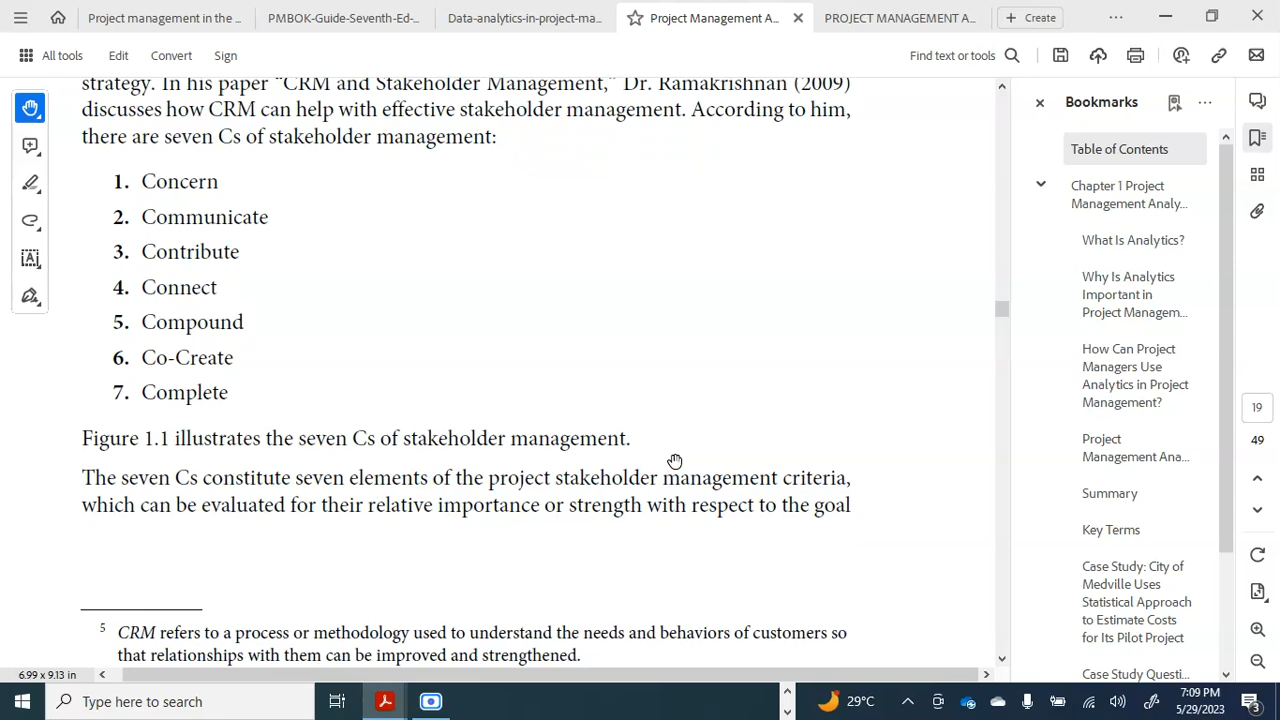 Project management in the ...
PMBOK-Guide-Seventh-Ed-...
Data-analytics-in-project-ma...
Project Management A...
PROJECT MANAGEMENT A...
Create
All tools
Edit
Convert
Sign
Find text or tools
strategy. In his paper “CRM and Stakeholder Management,” Dr. Ramakrishnan (2009)
discusses how CRM can help with effective stakeholder management. According to him,
there are seven Cs of stakeholder management:
1. Concern
2. Communicate
3. Contribute
4. Connect
5. Compound
6. Co-Create
7. Complete
Figure 1.1 illustrates the seven Cs of stakeholder management.
The seven Cs constitute seven elements of the project stakeholder management criteria,
which can be evaluated for their relative importance or strength with respect to the goal
5 CRM refers to a process or methodology used to understand the needs and behaviors of customers so
that relationships with them can be improved and strengthened.
6.99 x 9.13 in
Bookmarks
Table of Contents
Chapter 1 Project
Management Analy...
What Is Analytics?
Why Is Analytics
Important in
Project Managem...
How Can Project
Managers Use
Analytics in Project
Management?
Project
Management Ana...
Summary
Key Terms
Case Study: City of
Medville Uses
Statistical Approach
to Estimate Costs
for Its Pilot Project
Case Study Questi...
19
49
Type here to search
29°C
7:09 PM
5/29/2023
3